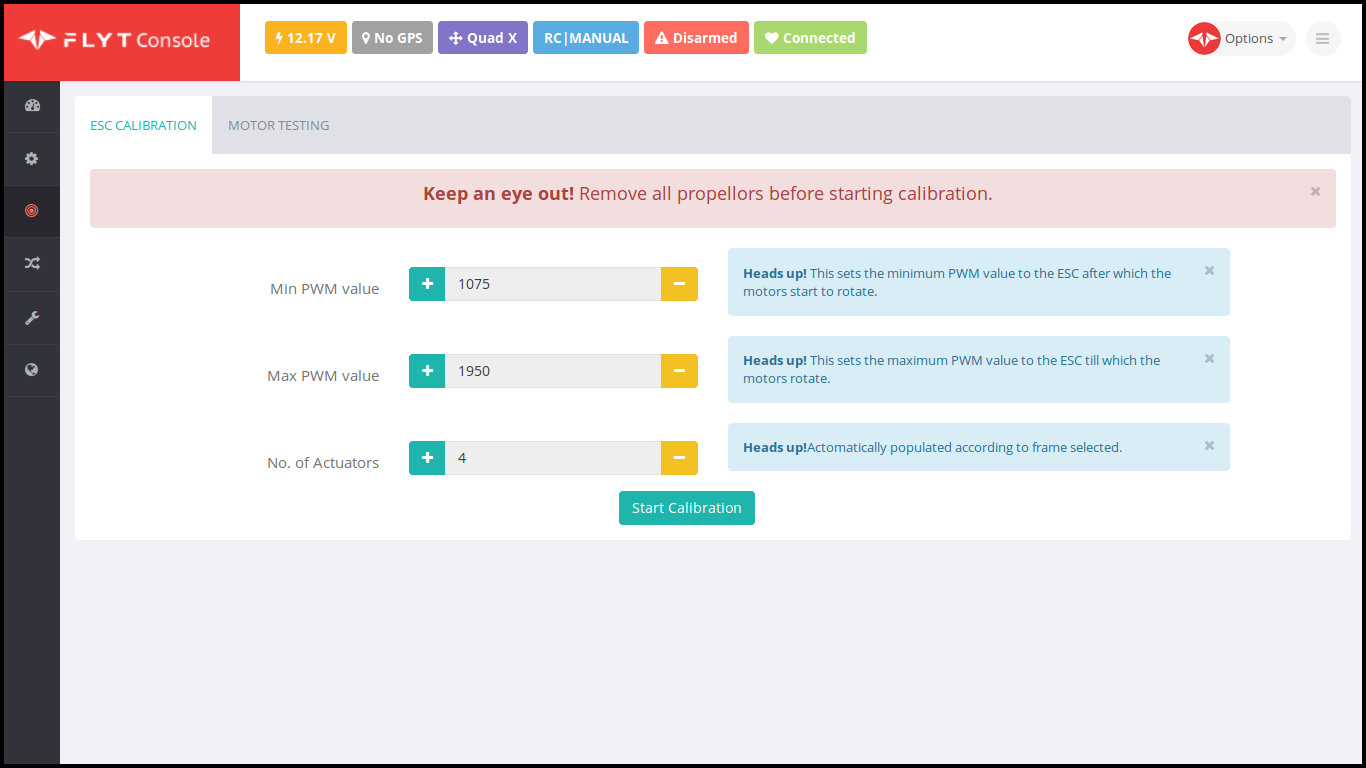 FLYT Console
12.17 V
No GPS
Quad X
RC|MANUAL
Disarmed
Connected
Options
ESC CALIBRATION
MOTOR TESTING
Keep an eye out! Remove all propellors before starting calibration.
Min PWM value
1075
Heads up! This sets the minimum PWM value to the ESC after which the
motors start to rotate.
Max PWM value
1950
Heads up! This sets the maximum PWM value to the ESC till which the
motors rotate.
No. of Actuators
4
Heads up!Actomatically populated according to frame selected.
Start Calibration